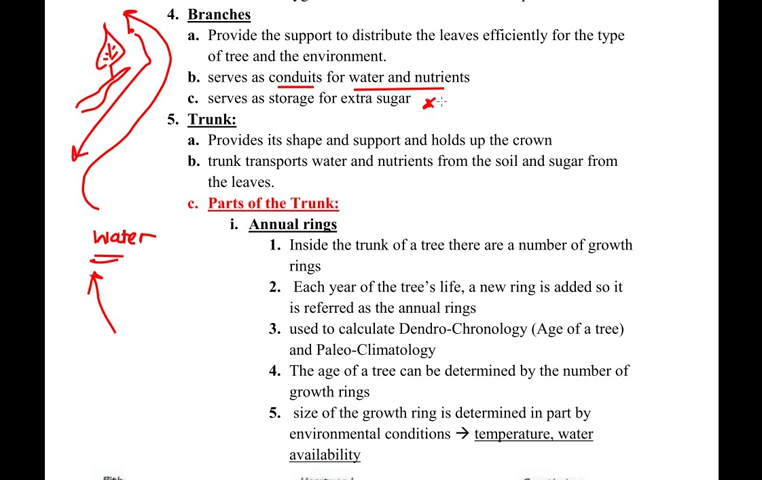 4. Branches
a. Provide the support to distribute the leaves efficiently for the type
of tree and the environment.
b. serves as conduits for water and nutrients
c. serves as storage for extra sugar
5. Trunk:
a. Provides its shape and support and holds up the crown
b. trunk transports water and nutrients from the soil and sugar from
the leaves.
c. Parts of the Trunk:
water
i. Annual rings
1. Inside the trunk of a tree there are a number of growth
rings
2. Each year of the tree’s life, a new ring is added so it
is referred as the annual rings
3. used to calculate Dendro-Chronology (Age of a tree)
and Paleo-Climatology
4. The age of a tree can be determined by the number of
growth rings
5. size of the growth ring is determined in part by
environmental conditions → temperature, water
availability